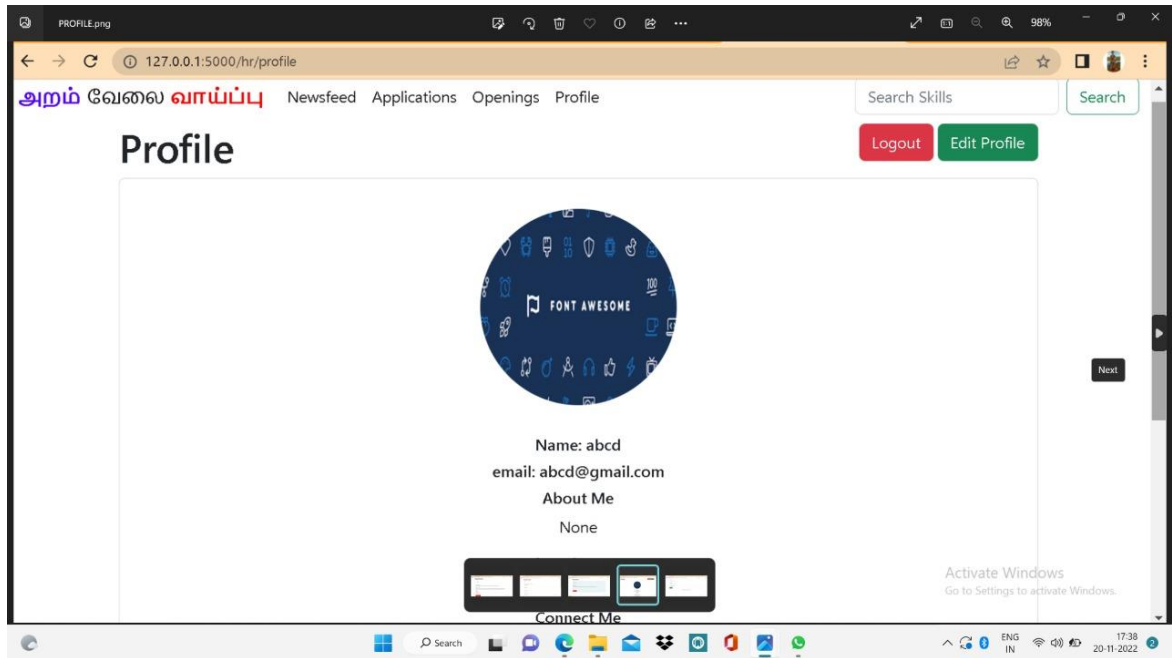 PROFILE.png
98%
127.0.0.1:5000/hr/profile
அறம் வேலை வாய்ப்பு Newsfeed Applications Openings Profile Search Skills Search
Profile Logout Edit Profile
FONT AWESOME
Next
Name: abcd
email: abcd@gmail.com
About Me
None
Connect Me
Activate Windows
Go to Settings to activate Windows.
Search
ENG
IN
17:38
20-11-2022
2